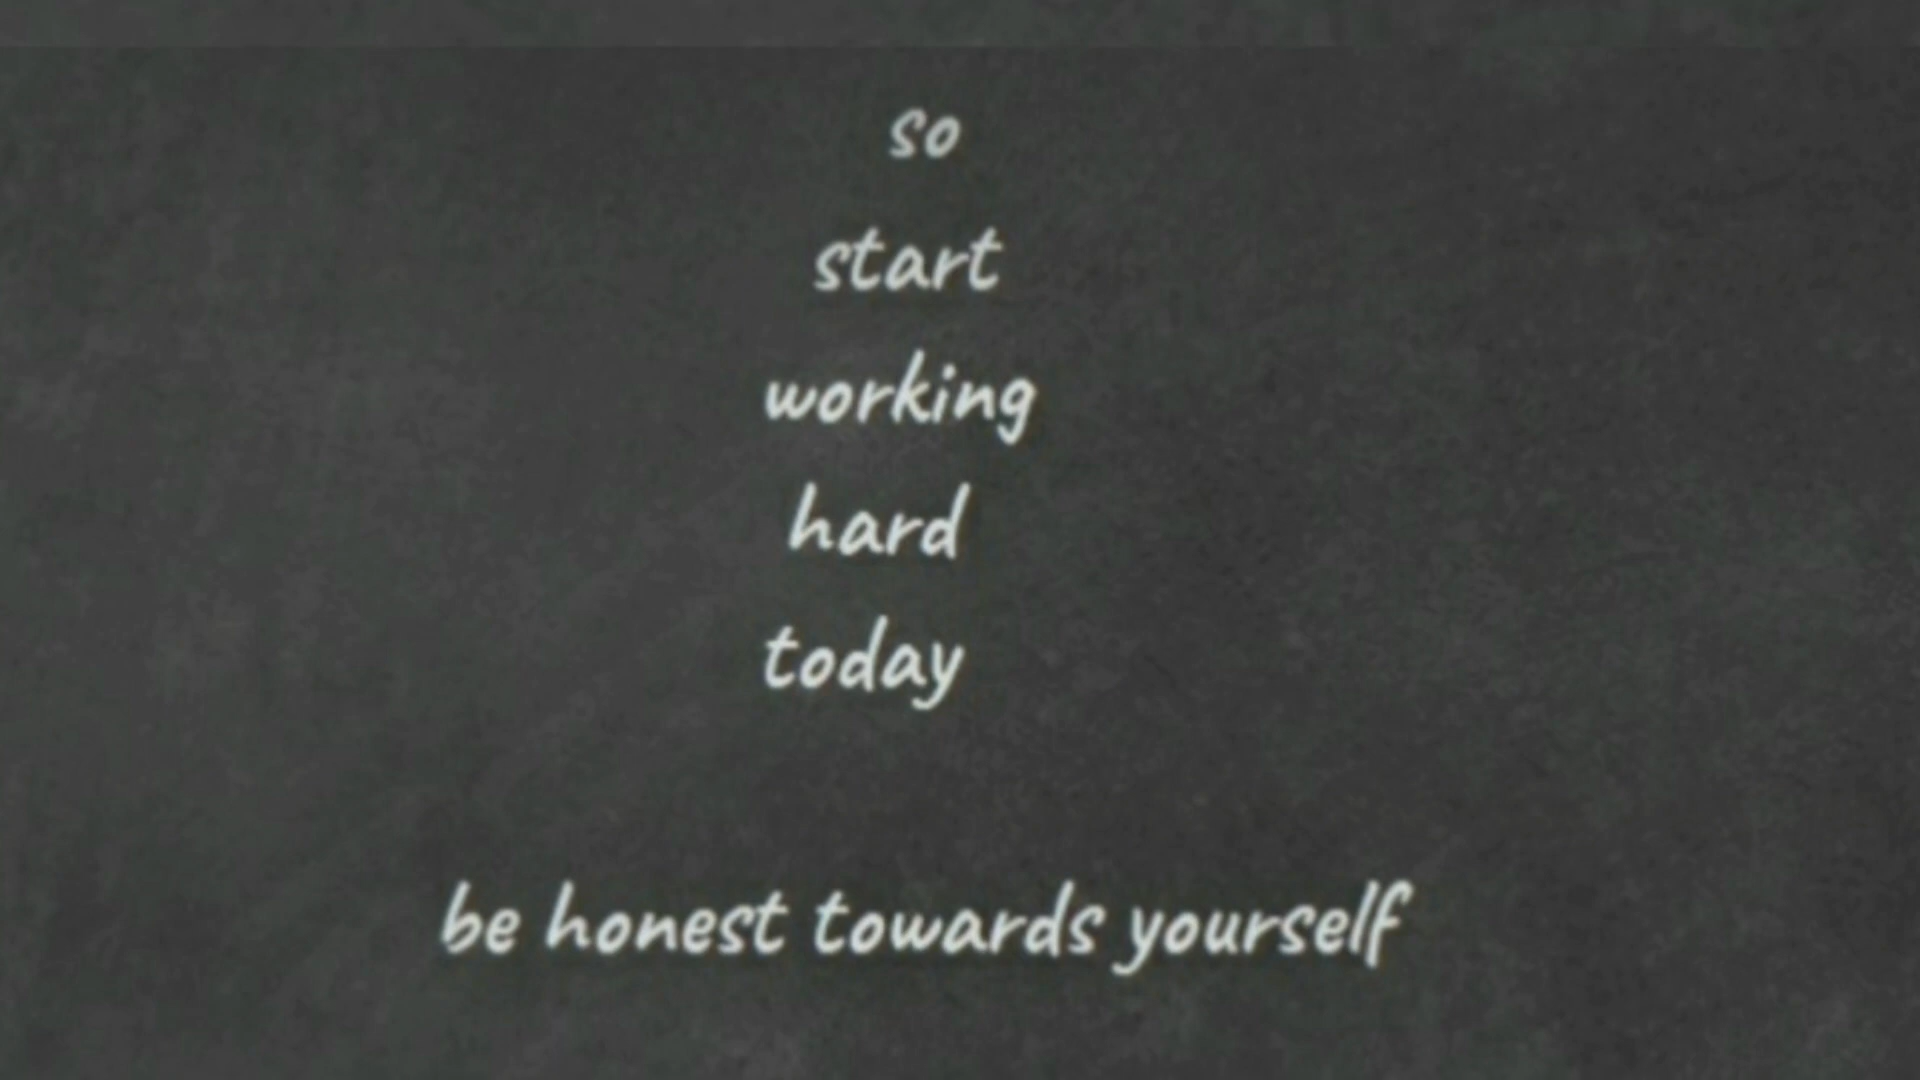 so
start
working
hard
today
be honest towards yourself